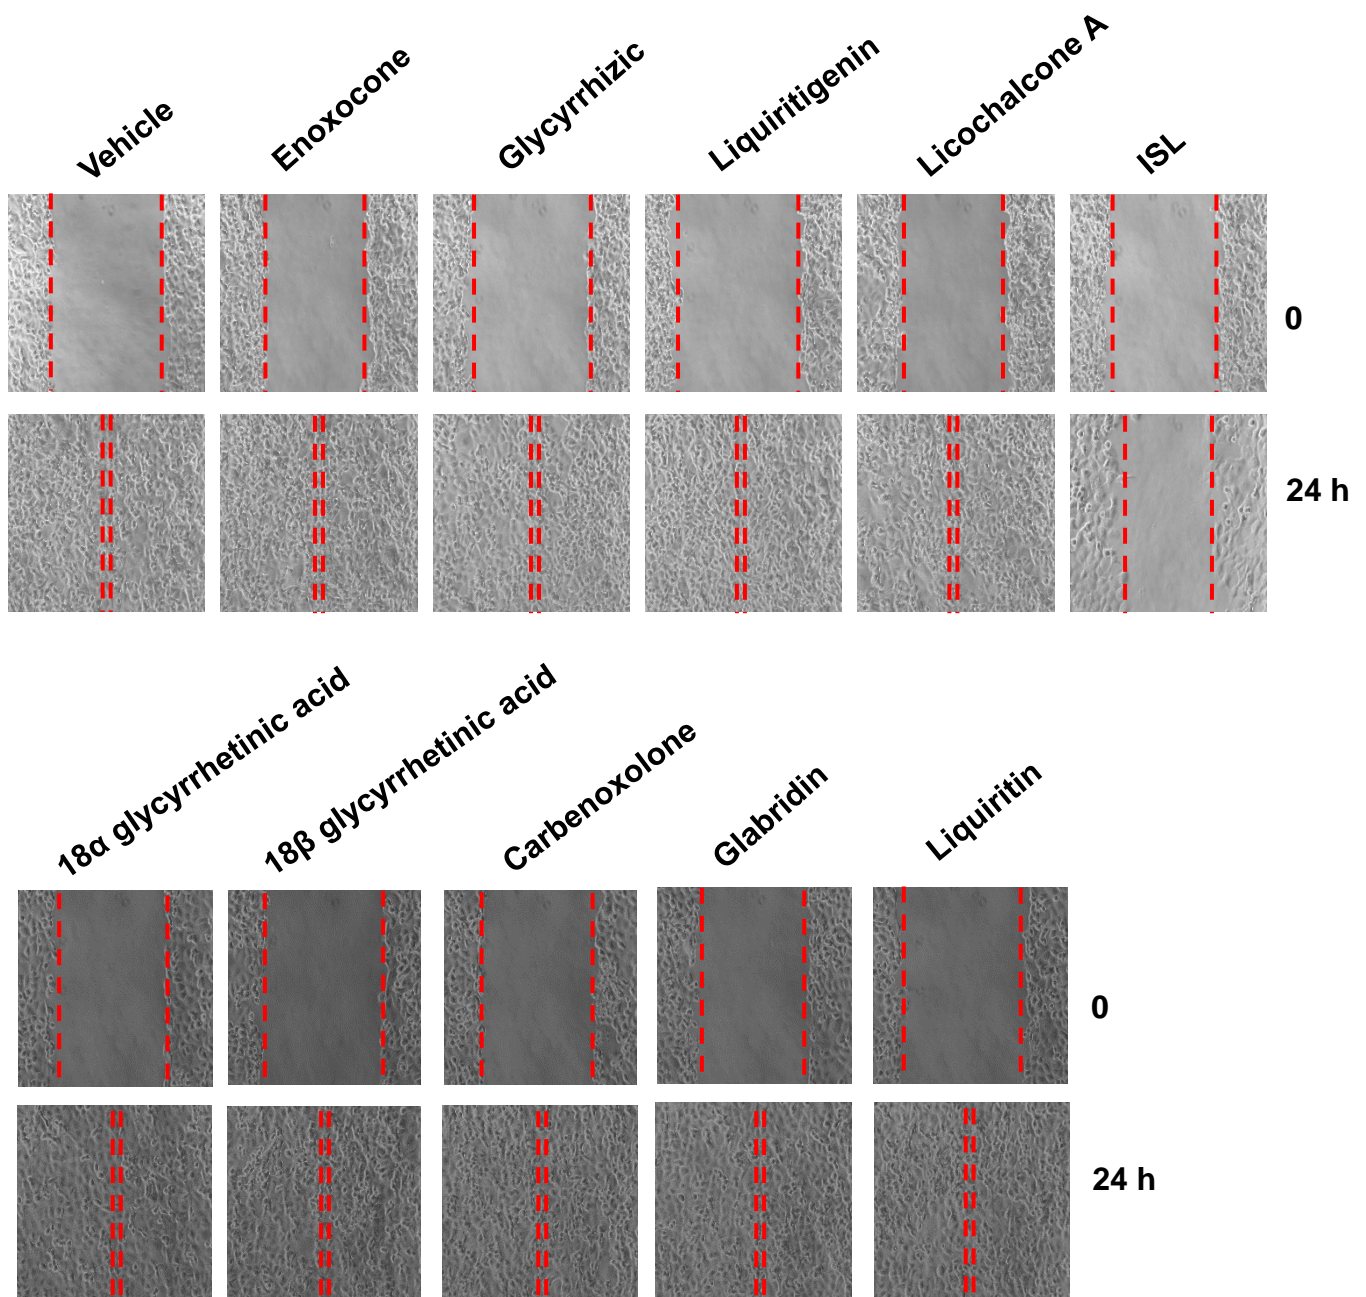 Vehicle
Enoxocone
Glycyrrhizic
Liquiritigenin
Licochalcone A
ISL
0
24 h
18α glycyrrhetinic acid
18β glycyrrhetinic acid
Carbenoxolone
Glabridin
Liquiritin
0
24 h